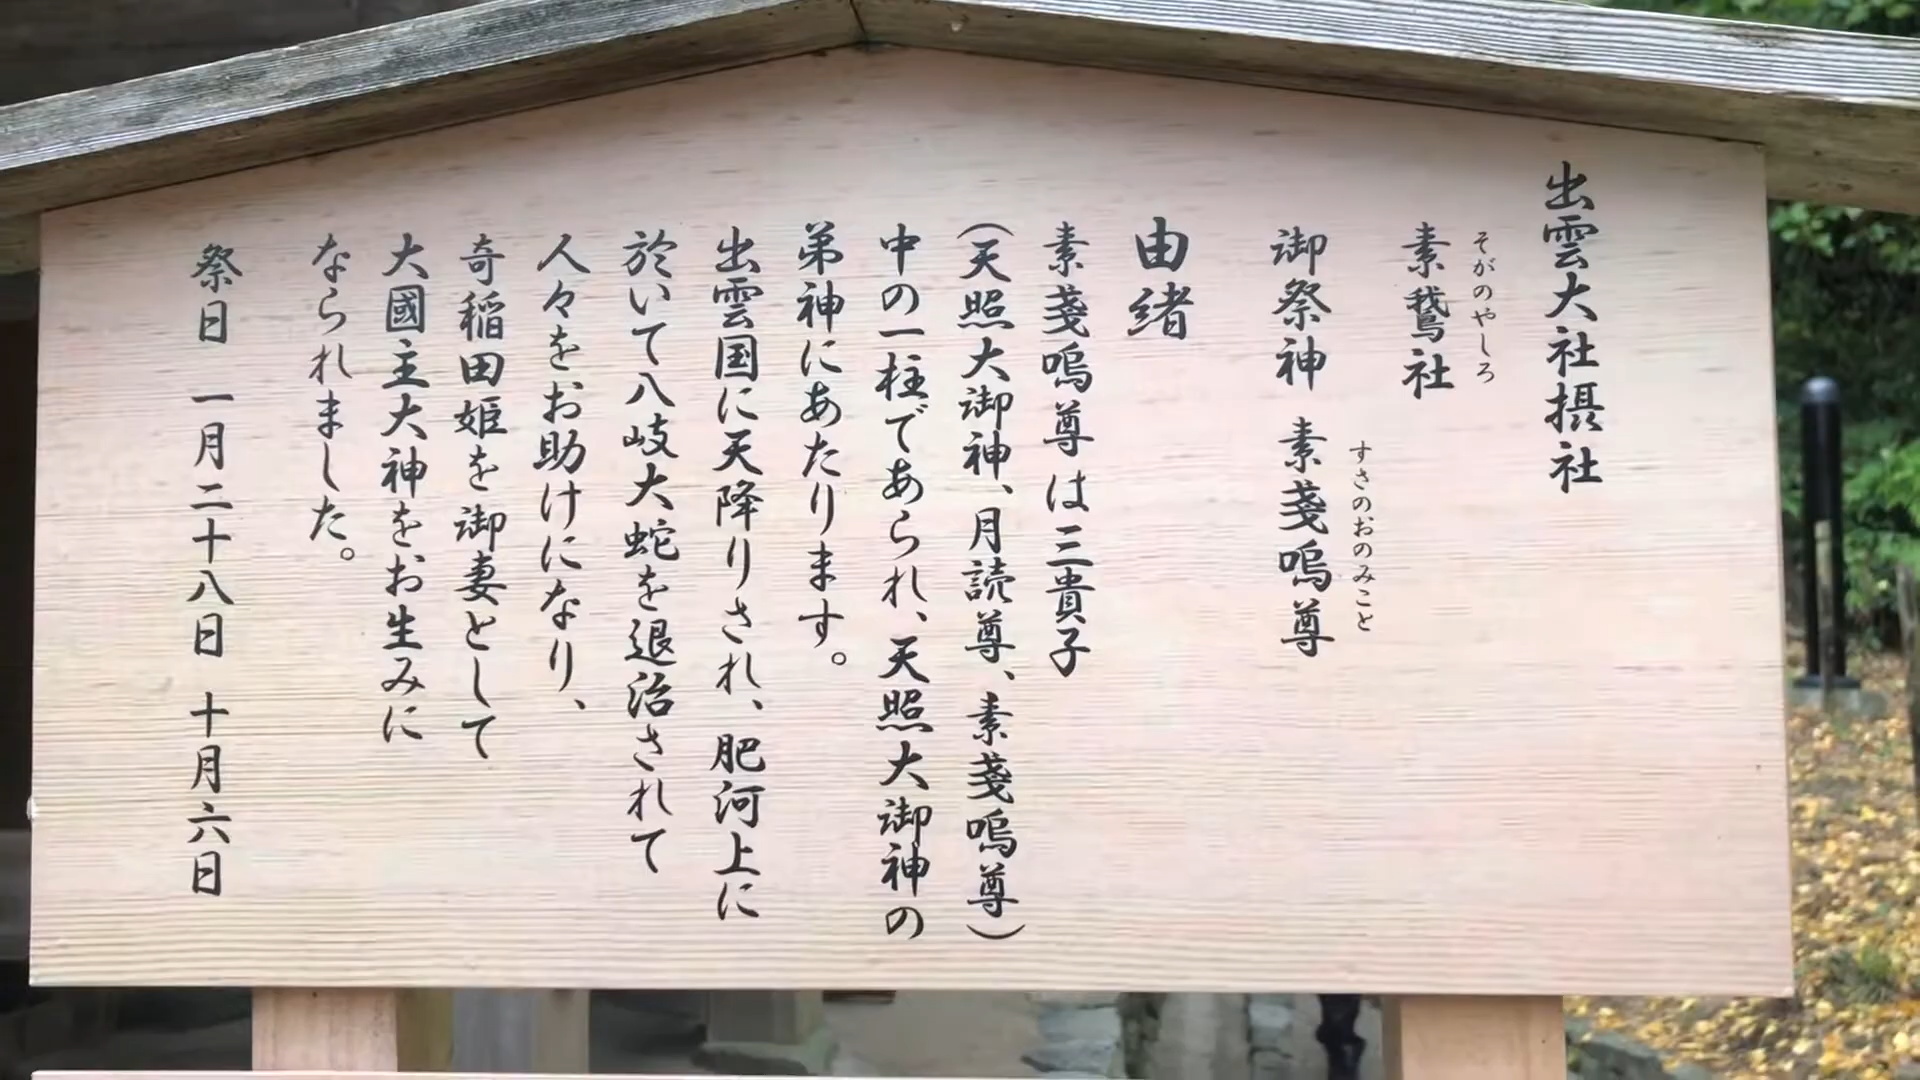 出雲大社摂社
そがのやしろ
素鵞社
すさのおのみこと
御祭神 素戔嗚尊
由緒
素戔嗚尊は三貴子
(天照大御神、月読尊、素戔嗚尊)
中の一柱であられ、天照大御神の
弟神にあたります。
出雲国に天降りされ、肥河上に
於いて八岐大蛇を退治されて
人々をお助けになり、
奇稲田姫を御妻として
大國主大神をお生みに
なられました。
祭日 一月二十八日 十月六日